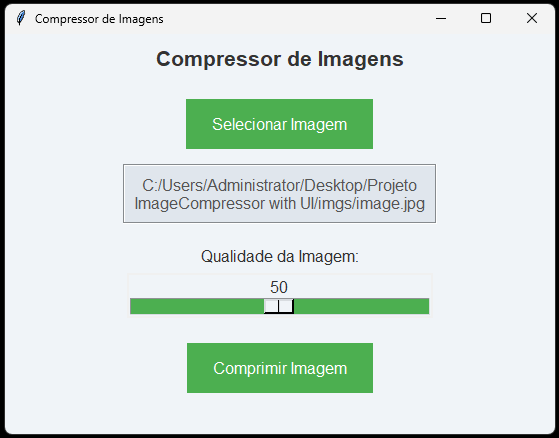 Compressor de Imagens
Compressor de Imagens
Selecionar Imagem
C:/Users/Administrator/Desktop/Projeto
ImageCompressor with UI/imgs/image.jpg
Qualidade da Imagem:
50
Comprimir Imagem